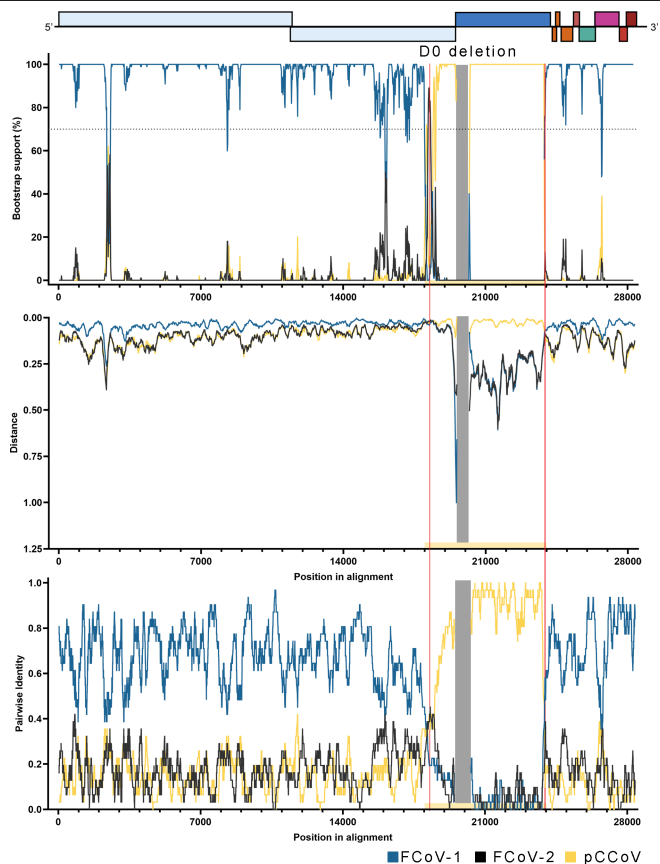 5' 3'
D0 deletion
100
80
60
40
20
0
Bootstrap support (%)
0 7000 14000 21000 28000
0.00
0.25
0.50
0.75
1.00
1.25
Distance
0 7000 14000 21000 28000
Position in alignment
1.0
0.8
0.6
0.4
0.2
0.0
Pairwise Identity
0 7000 14000 21000 28000
Position in alignment
FCoV-1 FCoV-2 pCCoV